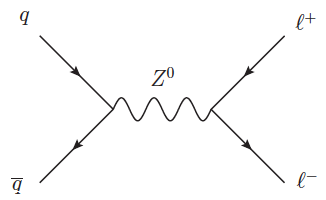 q ℓ+
Z0
q̅ ℓ−